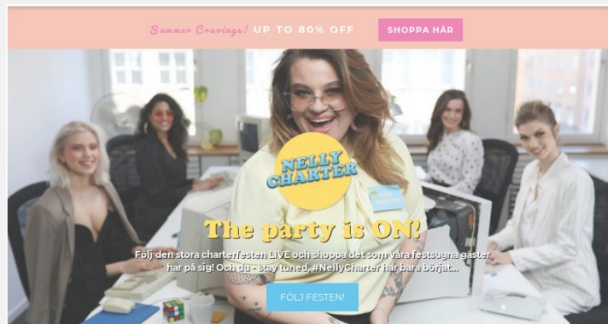 Summer Cravings! UP TO 80% OFF SHOPPA HÄR
NELLY
CHARTER
The party is ON!
Följ den stora charterfesten LIVE och shoppa det som våra festsugna gäster
har på sig! Och du - stay tuned, #NellyCharter har bara börjat...
FÖLJ FESTEN!